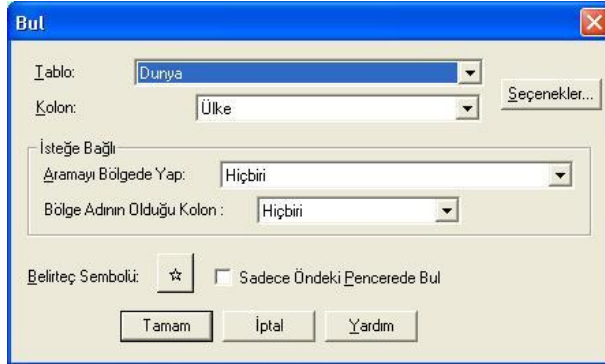 Bul
Tablo: Dunya
Kolon: Ülke Seçenekler...
İsteğe Bağlı
Aramayı Bölgede Yap: Hiçbiri
Bölge Adının Olduğu Kolon : Hiçbiri
Belirteç Sembolü: Sadece Öndeki Pencerede Bul
Tamam İptal Yardım